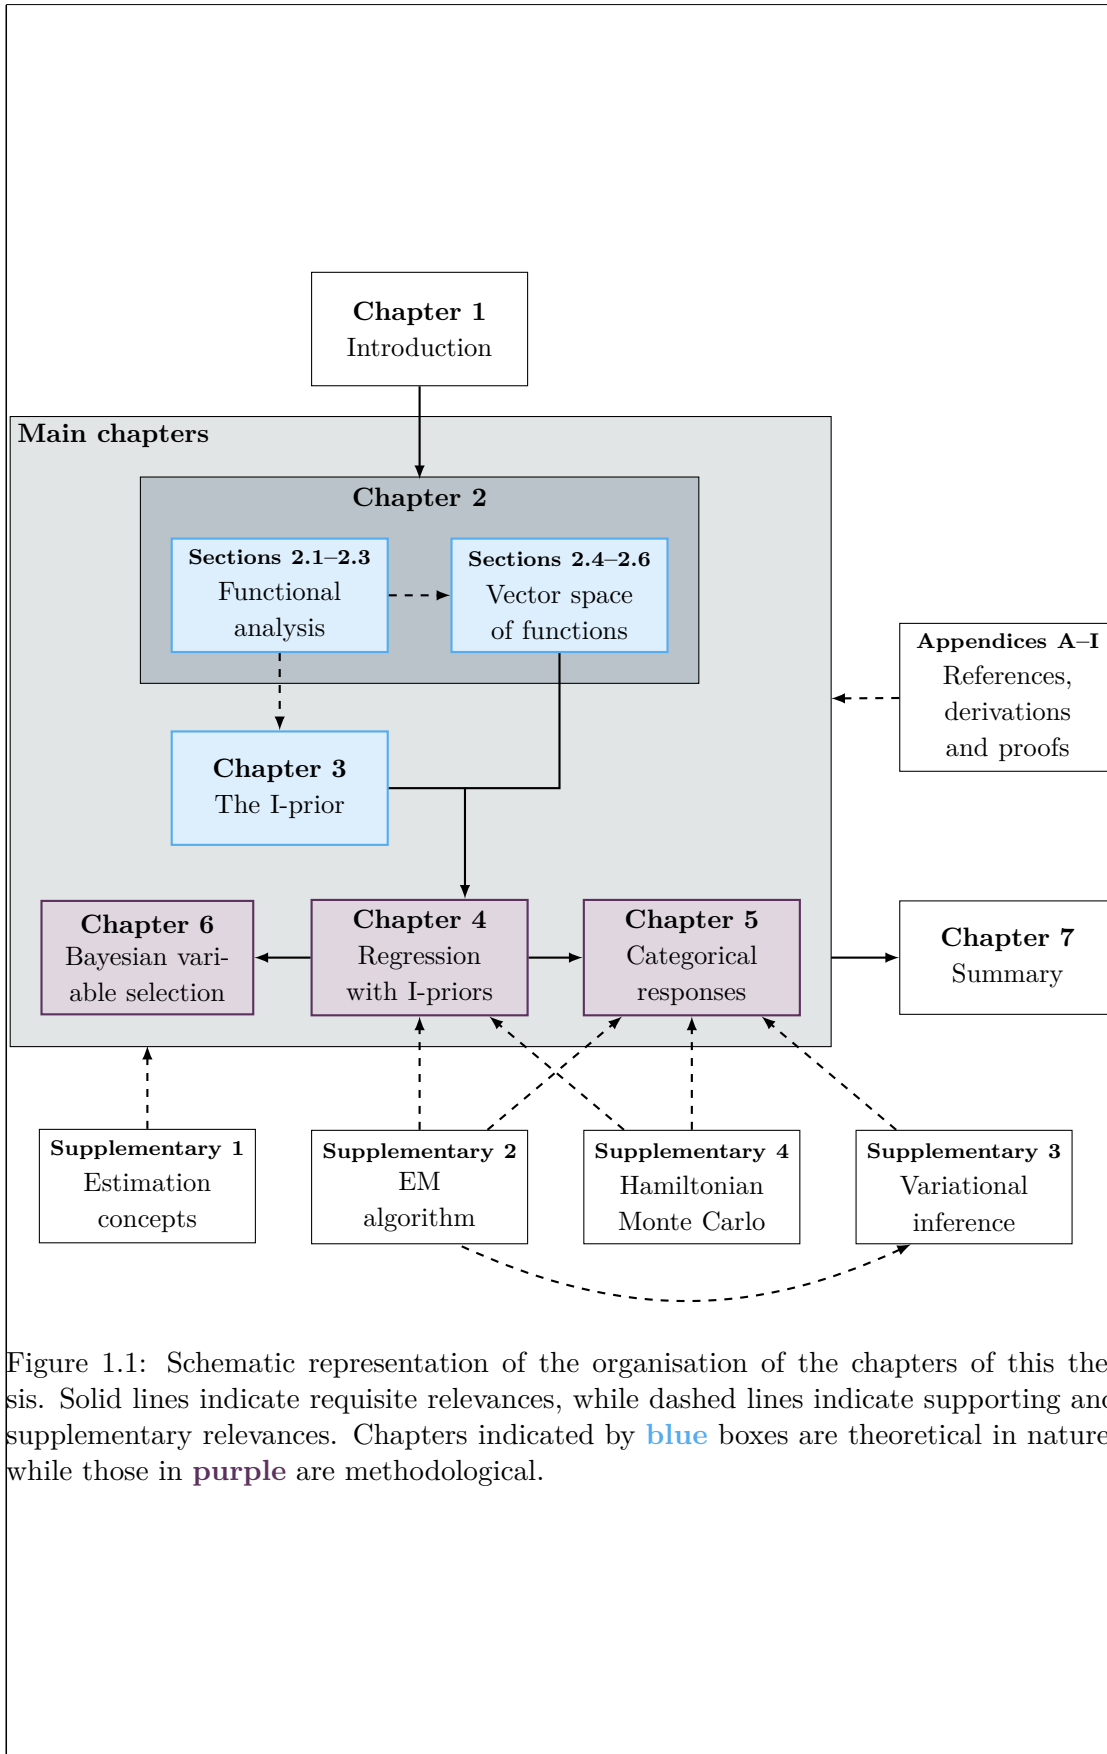 Chapter 1
Introduction
Main chapters
Chapter 2
Sections 2.1–2.3
Functional
analysis
Sections 2.4–2.6
Vector space
of functions
Appendices A–I
References,
derivations
and proofs
Chapter 3
The I-prior
Chapter 6
Bayesian vari-
able selection
Chapter 4
Regression
with I-priors
Chapter 5
Categorical
responses
Chapter 7
Summary
Supplementary 1
Estimation
concepts
Supplementary 2
EM
algorithm
Supplementary 4
Hamiltonian
Monte Carlo
Supplementary 3
Variational
inference
Figure 1.1: Schematic representation of the organisation of the chapters of this the-
sis. Solid lines indicate requisite relevances, while dashed lines indicate supporting and
supplementary relevances. Chapters indicated by blue boxes are theoretical in nature
while those in purple are methodological.